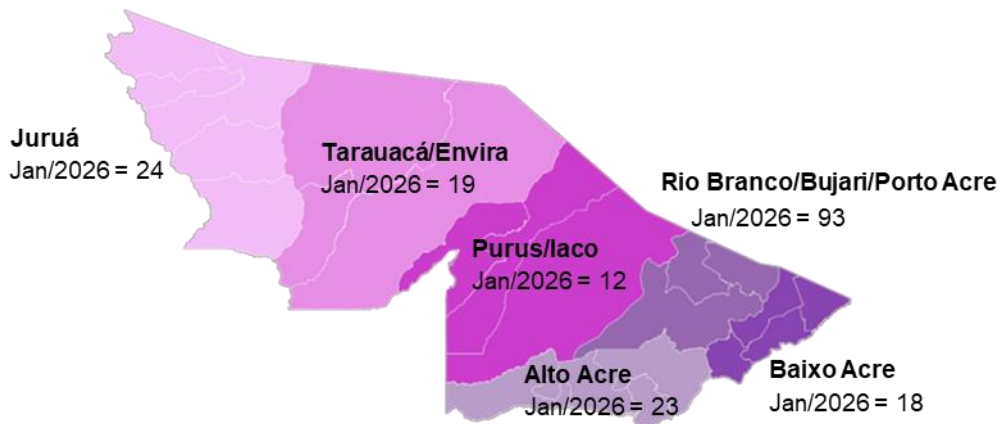 Juruá
Jan/2026 = 24
Tarauacá/Envira
Jan/2026 = 19
Rio Branco/Bujari/Porto Acre
Jan/2026 = 93
Purus/Iaco
Jan/2026 = 12
Alto Acre
Jan/2026 = 23
Baixo Acre
Jan/2026 = 18